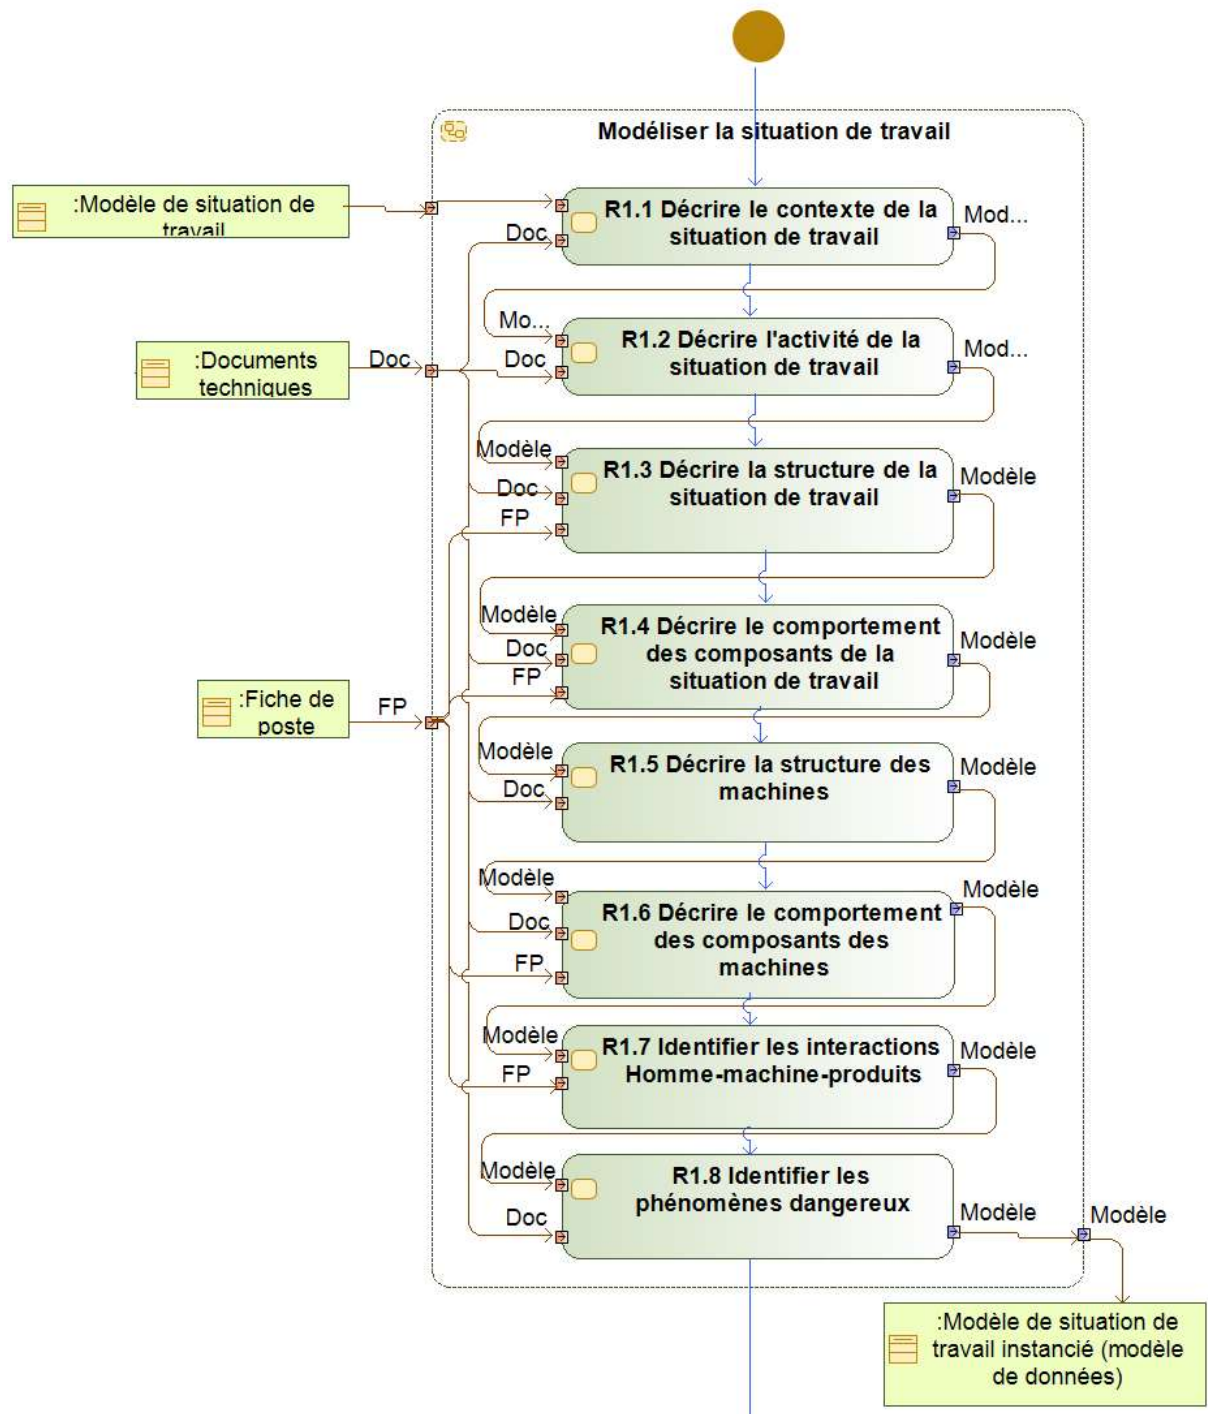 Modéliser la situation de travail
:Modèle de situation de
travail
R1.1 Décrire le contexte de la
situation de travail
Doc
Mod...
Mo...
Doc
R1.2 Décrire l'activité de la
situation de travail
Mod...
:Documents
techniques
Doc
Modèle
Doc
FP
R1.3 Décrire la structure de la
situation de travail
Modèle
Modèle
Doc
FP
R1.4 Décrire le comportement
des composants de la
situation de travail
Modèle
:Fiche de
poste
FP
Modèle
Doc
R1.5 Décrire la structure des
machines
Modèle
Modèle
Doc
FP
R1.6 Décrire le comportement
des composants des
machines
Modèle
Modèle
FP
R1.7 Identifier les interactions
Homme-machine-produits
Modèle
Modèle
Doc
R1.8 Identifier les
phénomènes dangereux
Modèle
Modèle
:Modèle de situation de
travail instancié (modèle
de données)